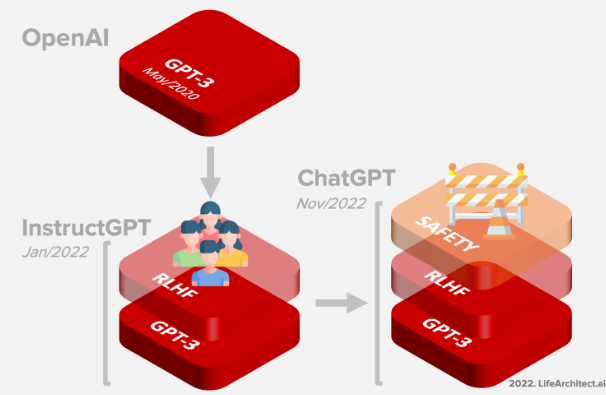 OpenAI
GPT-3
May/2020
InstructGPT
Jan/2022
RLHF
GPT-3
ChatGPT
Nov/2022
SAFETY
RLHF
GPT-3
2022. LifeArchitect.ai